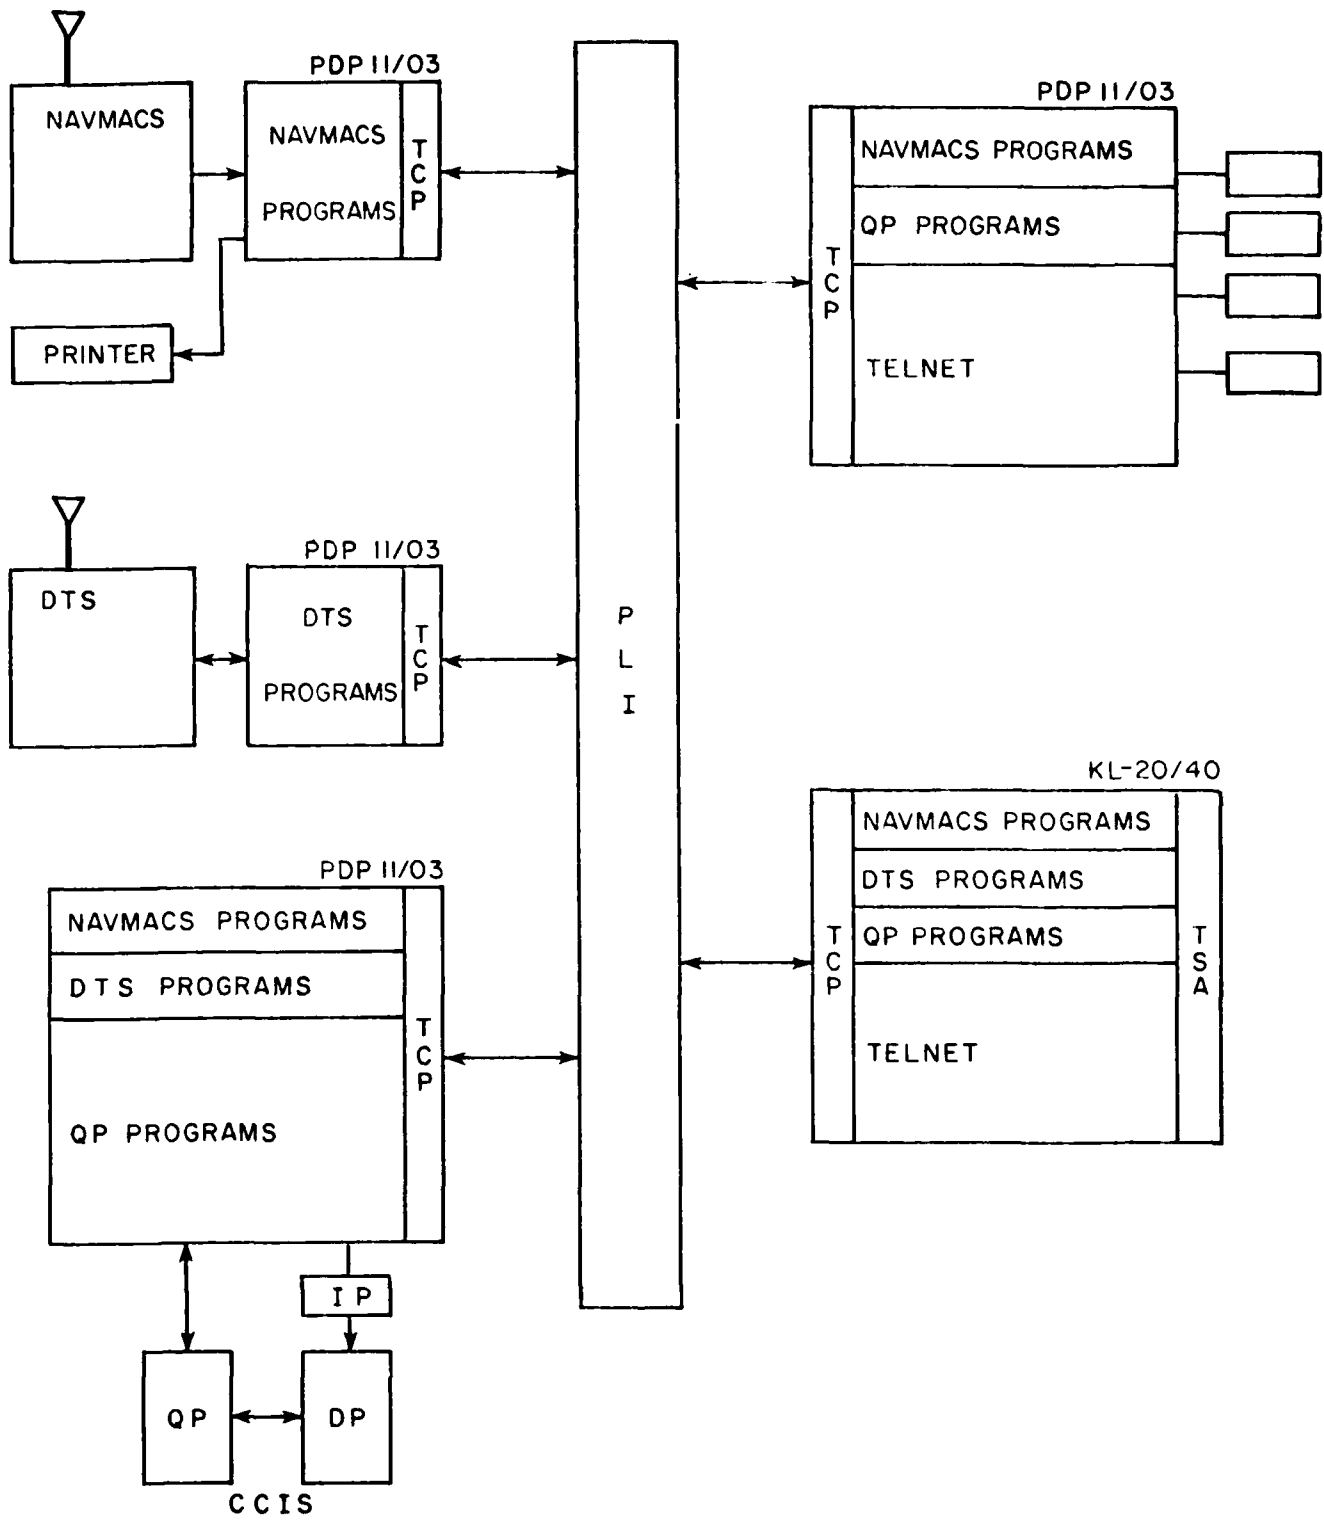 PDP 11/03
NAVMACS
NAVMACS
PROGRAMS
TCP
PRINTER
PDP 11/03
DTS
DTS
PROGRAMS
TCP
PDP 11/03
NAVMACS PROGRAMS
DTS PROGRAMS
QP PROGRAMS
TCP
IP
QP
DP
CCIS
PLI
PDP 11/03
TCP
NAVMACS PROGRAMS
QP PROGRAMS
TELNET
KL-20/40
TCP
NAVMACS PROGRAMS
DTS PROGRAMS
QP PROGRAMS
TELNET
TSA